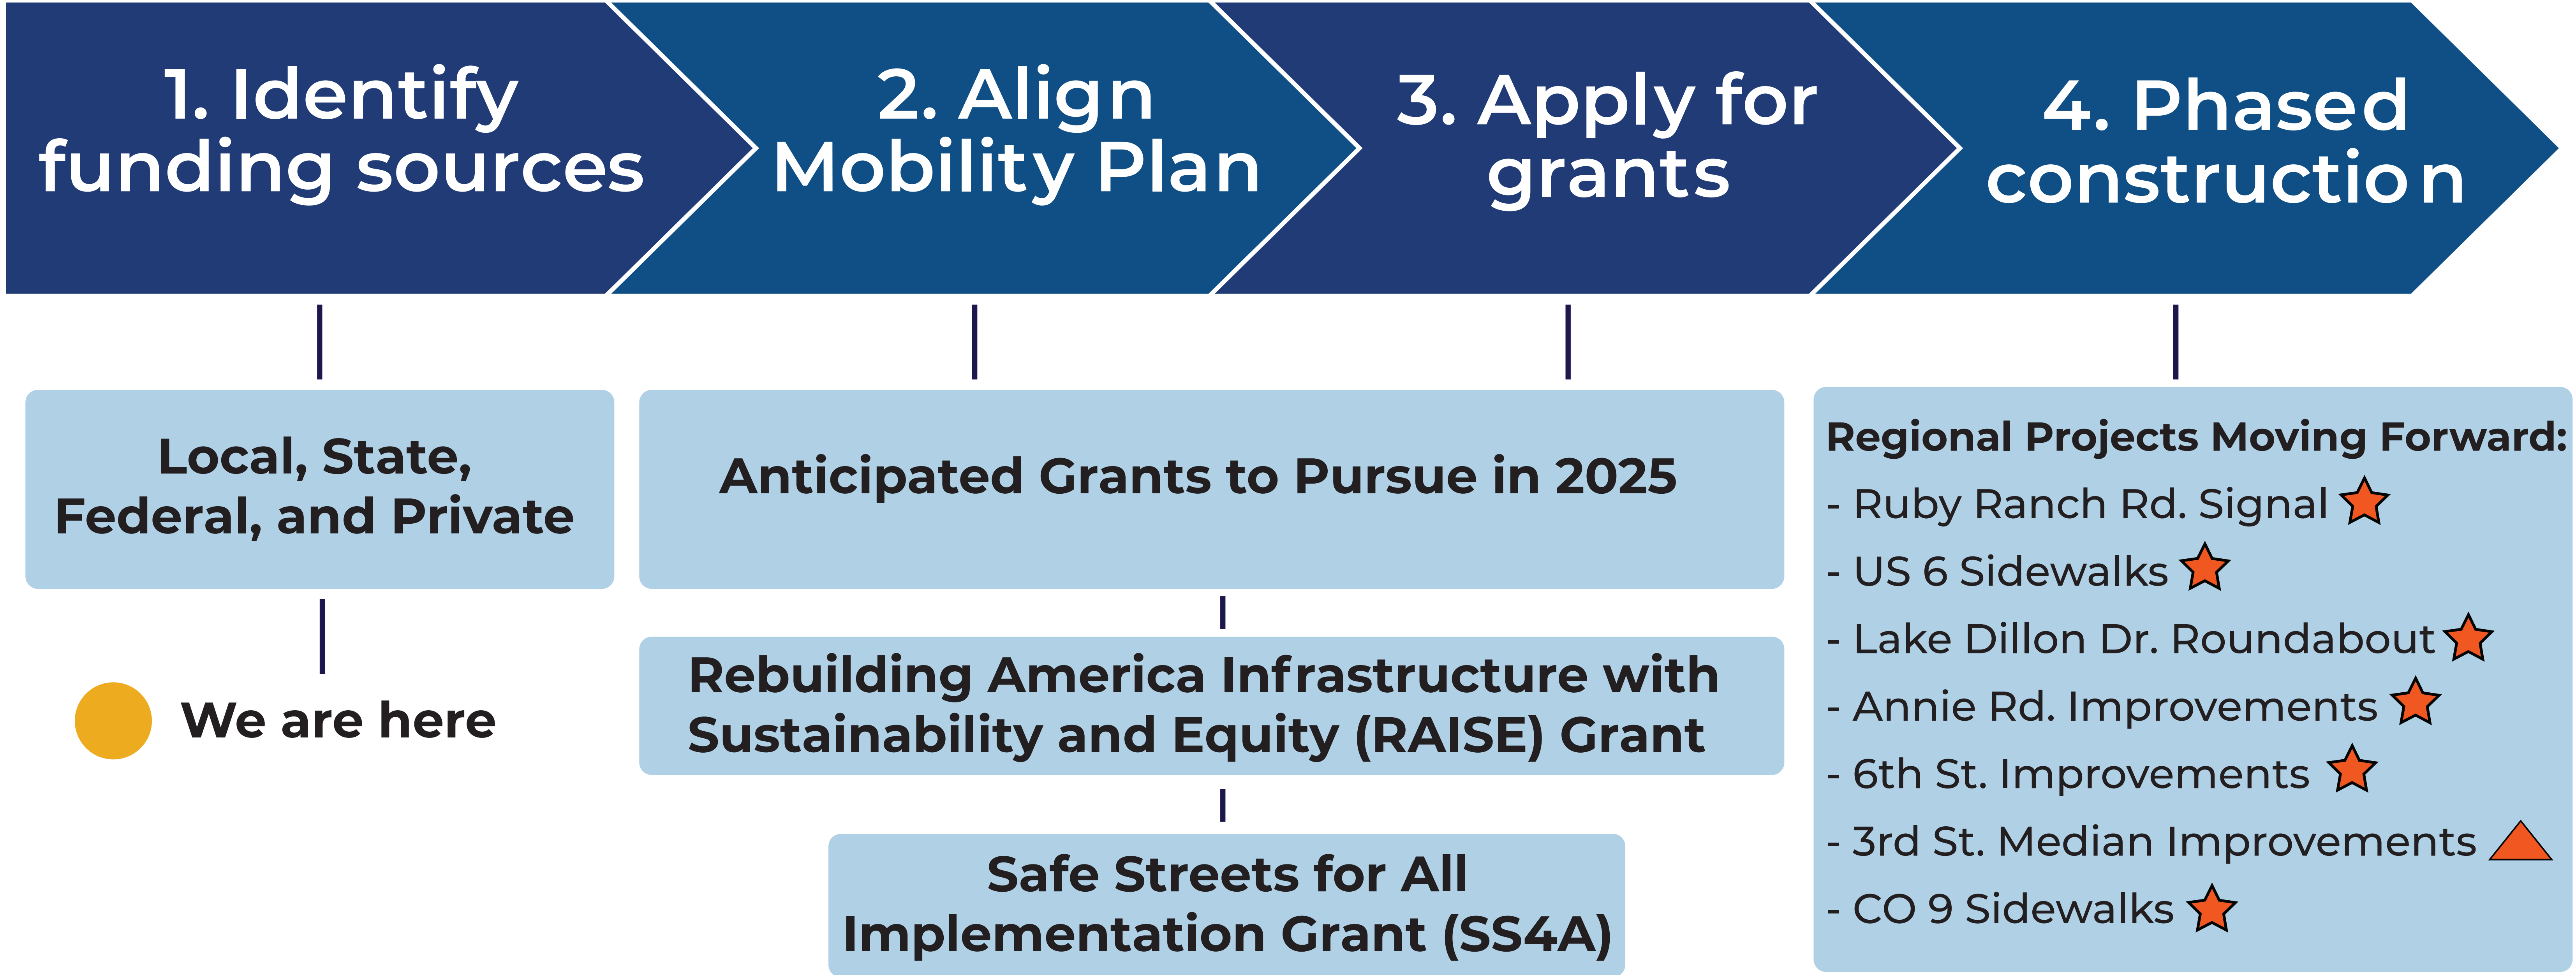 1. Identify
funding sources
2. Align
Mobility Plan
3. Apply for
grants
4. Phased
construction
Local, State,
Federal, and Private
We are here
Anticipated Grants to Pursue in 2025
Rebuilding America Infrastructure with
Sustainability and Equity (RAISE) Grant
Safe Streets for All
Implementation Grant (SS4A)
Regional Projects Moving Forward:
- Ruby Ranch Rd. Signal
- US 6 Sidewalks
- Lake Dillon Dr. Roundabout
- Annie Rd. Improvements
- 6th St. Improvements
- 3rd St. Median Improvements
- CO 9 Sidewalks